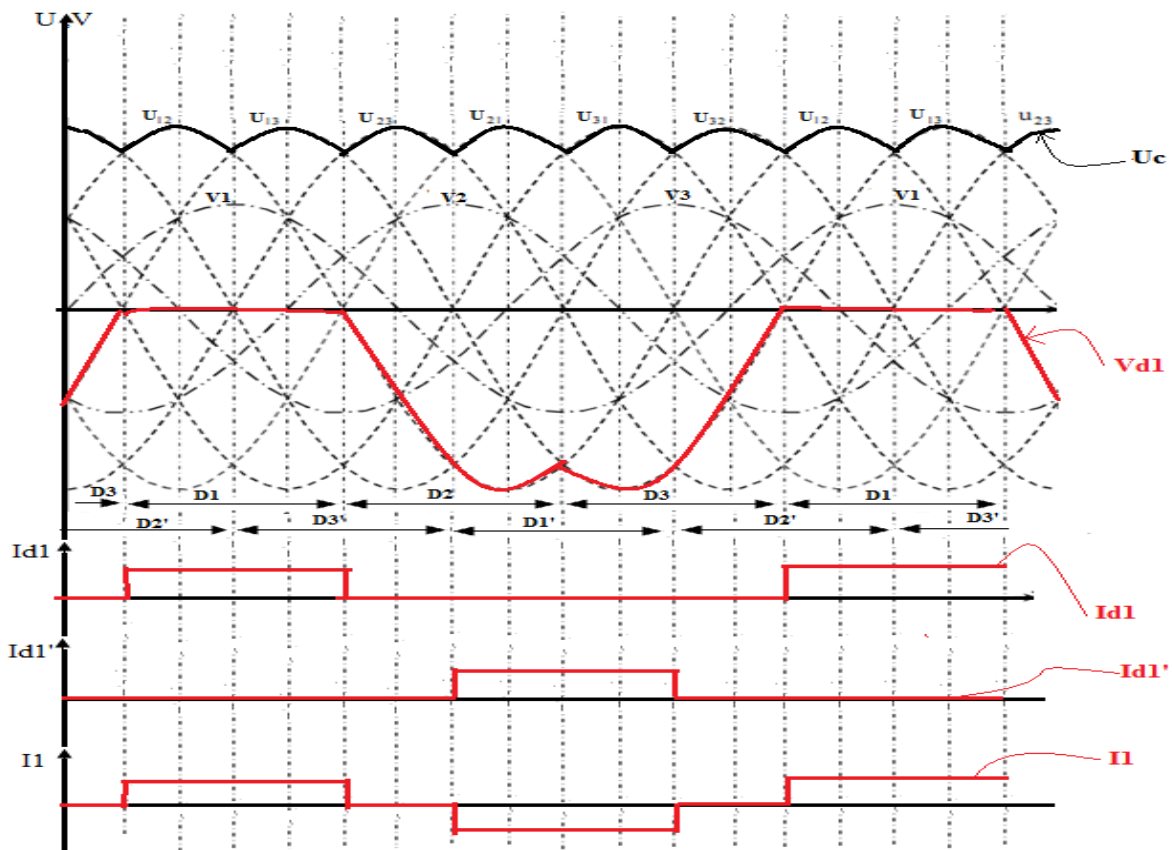 U V
U12 U13 U23 U21 U31 U32 U12 U13 u23
Uc
V1 V2 V3 V1
Vd1
D3 D1 D2 D3 D1
D2' D3' D1' D2' D3'
Id1
Id1
Id1'
Id1'
I1
I1